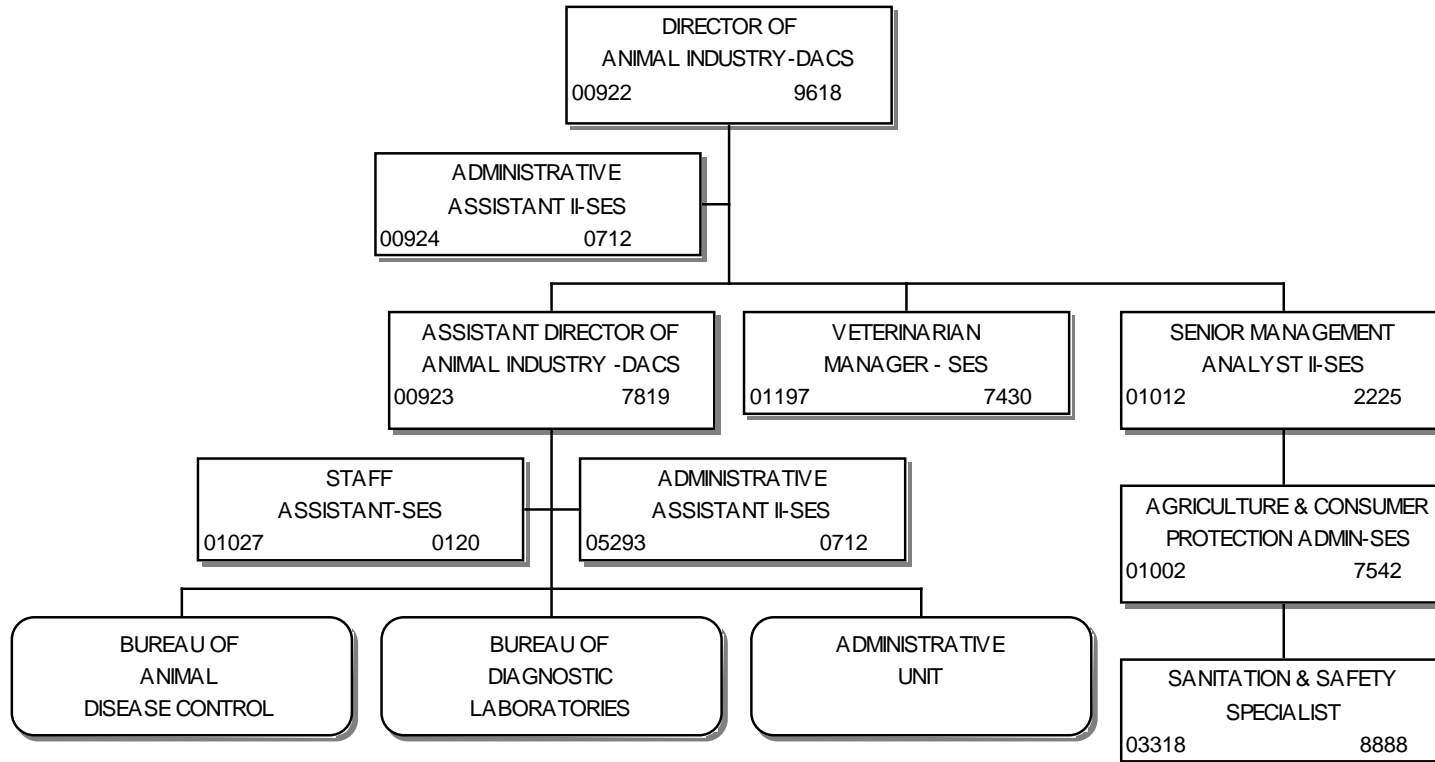 DIRECTOR OF
ANIMAL INDUSTRY-DACS
00922 9618
ADMINISTRATIVE
ASSISTANT II-SES
00924 0712
ASSISTANT DIRECTOR OF
ANIMAL INDUSTRY -DACS
00923 7819
VETERINARIAN
MANAGER - SES
01197 7430
SENIOR MANAGEMENT
ANALYST II-SES
01012 2225
STAFF
ASSISTANT-SES
01027 0120
ADMINISTRATIVE
ASSISTANT II-SES
05293 0712
AGRICULTURE & CONSUMER
PROTECTION ADMIN-SES
01002 7542
BUREAU OF
ANIMAL
DISEASE CONTROL
BUREAU OF
DIAGNOSTIC
LABORATORIES
ADMINISTRATIVE
UNIT
SANITATION & SAFETY
SPECIALIST
03318 8888